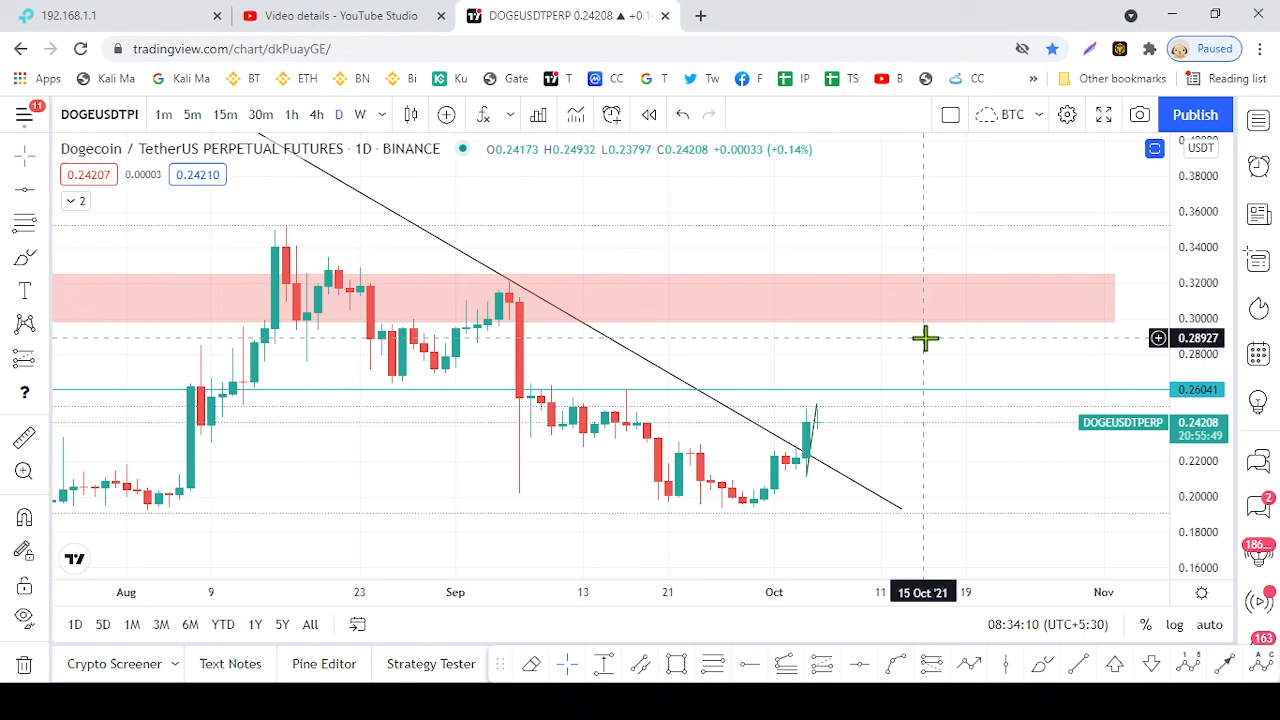 192.168.1.1
Video details - YouTube Studio
DOGEUSDTPERP 0.24208 ▲ +0.1
tradingview.com/chart/dkPuayGE/
Paused
Apps Kali Ma Kali Ma BT ETH BN Bi Ku Gate T CC T Tw F IP TS B CC » Other bookmarks Reading list
11
DOGEUSDTPI 1m 5m 15m 30m 1h 4h D W BTC Publish
Dogecoin / TetherUS PERPETUAL FUTURES · 1D · BINANCE O0.24173 H0.24932 L0.23797 C0.24208 +0.00033 (+0.14%)
USDT
0.24207 0.00003 0.24210
2
0.38000
0.36000
0.34000
0.32000
0.30000
0.28927
0.28000
0.26041
DOGEUSDTPERP 0.24208
20:55:49
0.22000
0.20000
0.18000
0.16000
2
186...
163
Aug 9 23 Sep 13 21 Oct 11 15 Oct '21 19 Nov
1D 5D 1M 3M 6M YTD 1Y 5Y All 08:34:10 (UTC+5:30) % log auto
Crypto Screener Text Notes Pine Editor Strategy Tester